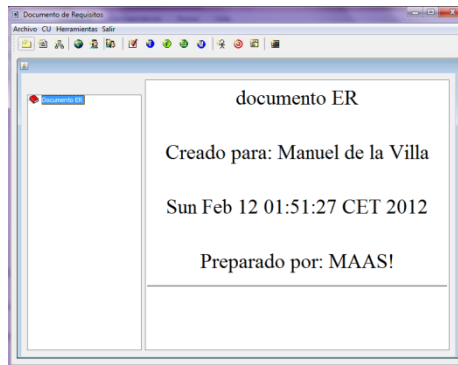 Documento de Requisitos
Archivo CU Herramientas Salir
Documento ER
documento ER
Creado para: Manuel de la Villa
Sun Feb 12 01:51:27 CET 2012
Preparado por: MAAS!